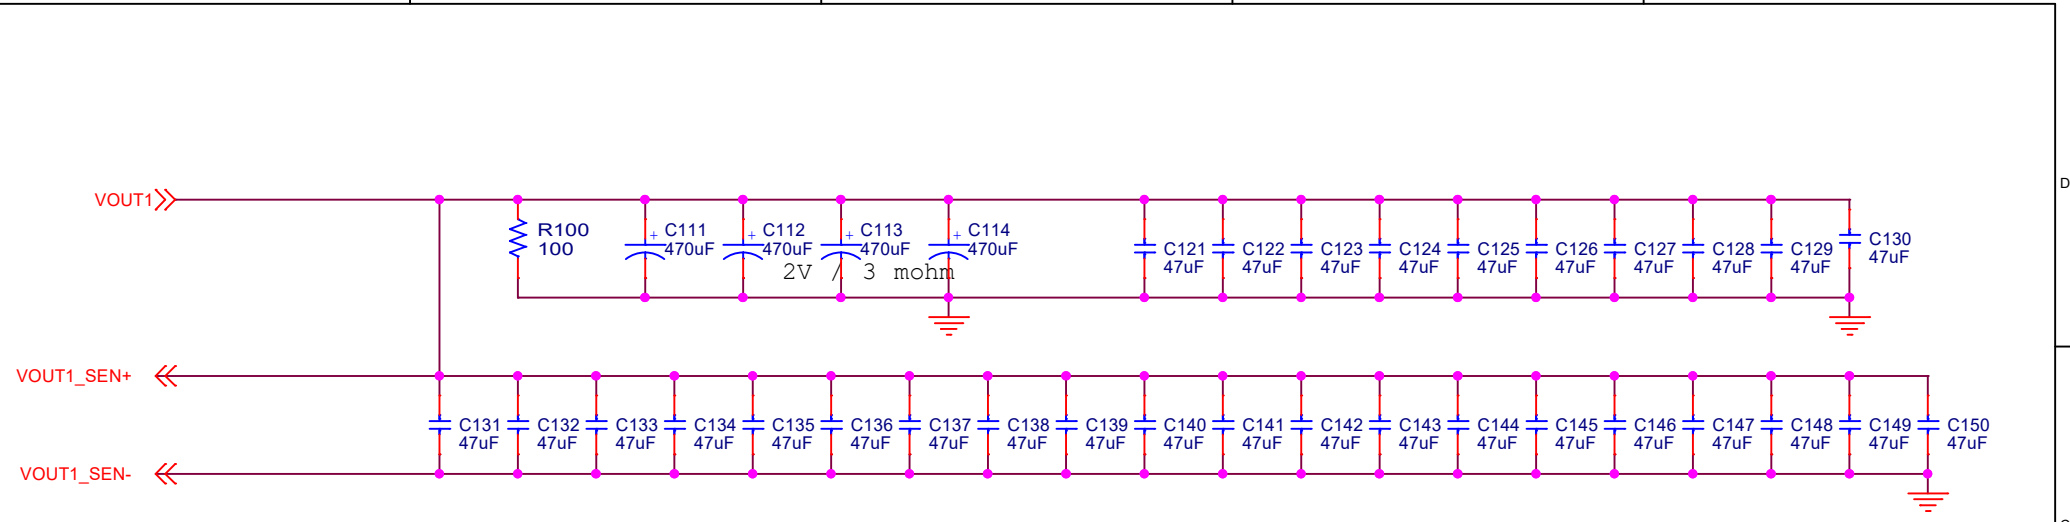 D
VOUT1
R100
100
C111
470uF
C112
470uF
C113
470uF
C114
470uF
2V / 3 mohm
C121
47uF
C122
47uF
C123
47uF
C124
47uF
C125
47uF
C126
47uF
C127
47uF
C128
47uF
C129
47uF
C130
47uF
VOUT1_SEN+
C131
47uF
C132
47uF
C133
47uF
C134
47uF
C135
47uF
C136
47uF
C137
47uF
C138
47uF
C139
47uF
C140
47uF
C141
47uF
C142
47uF
C143
47uF
C144
47uF
C145
47uF
C146
47uF
C147
47uF
C148
47uF
C149
47uF
C150
47uF
VOUT1_SEN-